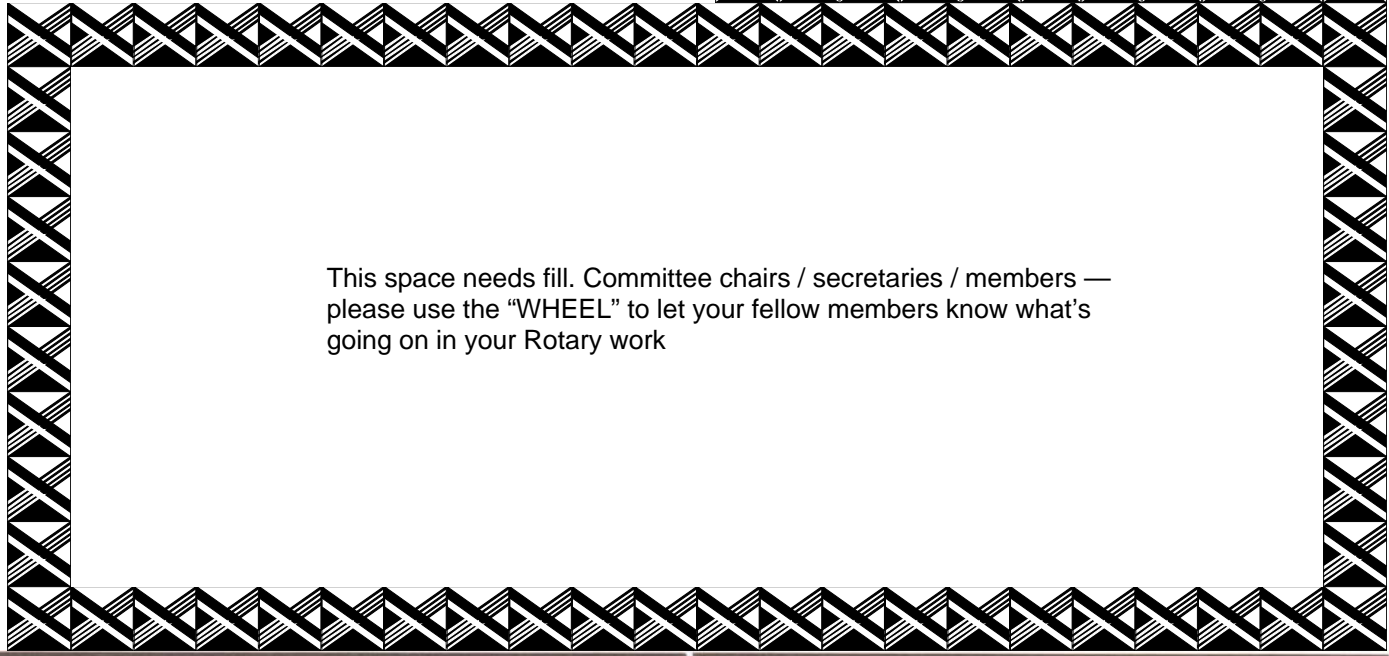 This space needs fill. Committee chairs / secretaries / members —
please use the “WHEEL” to let your fellow members know what’s
going on in your Rotary work